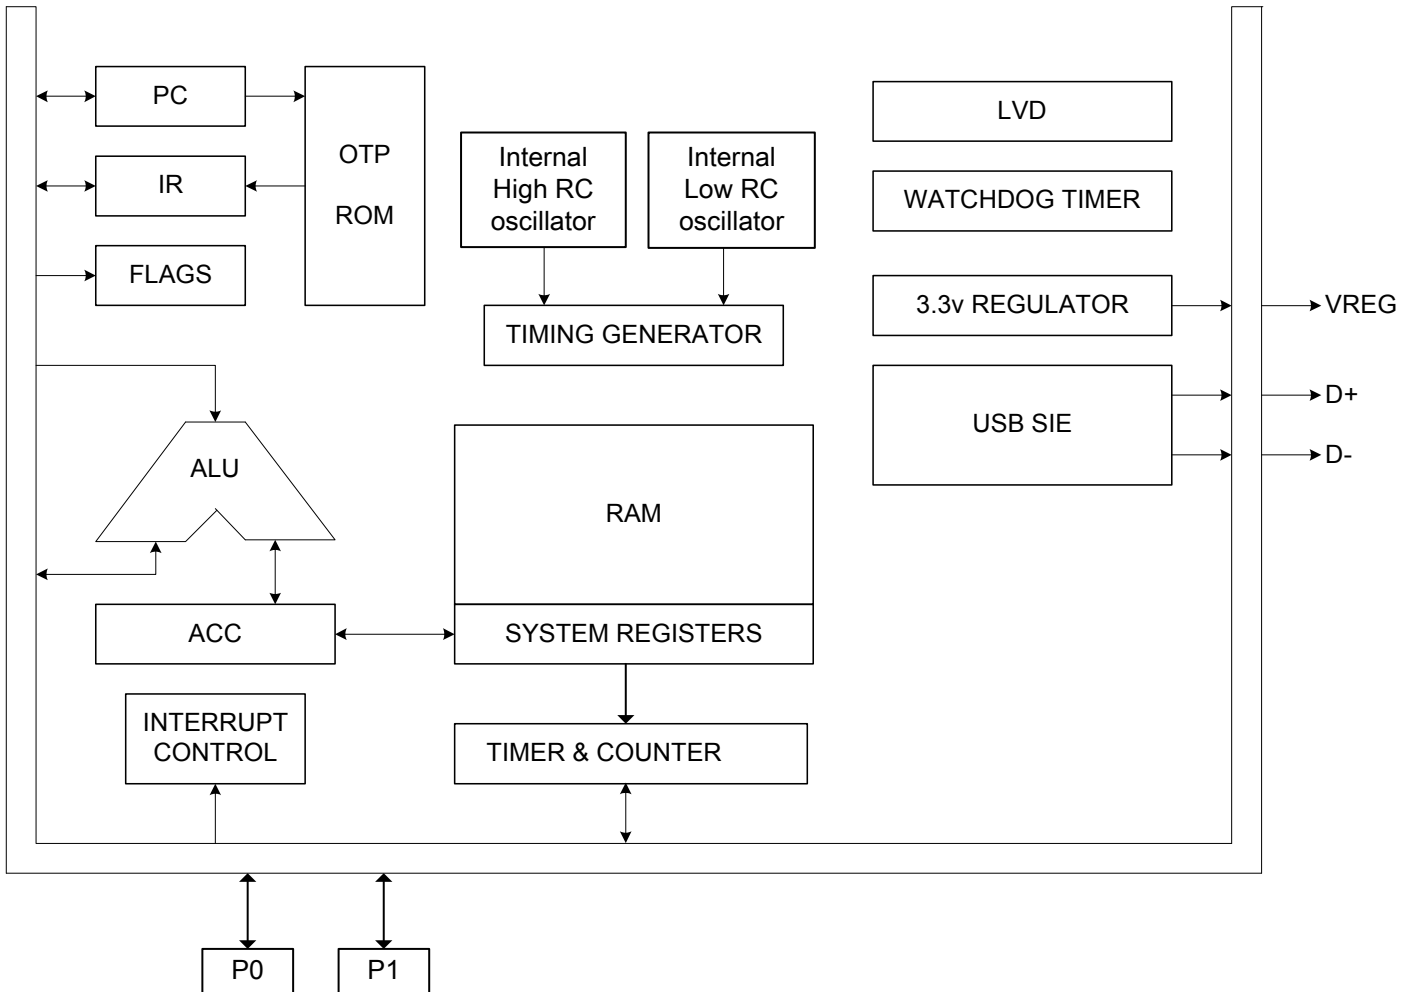 PC
IR
FLAGS
OTP
ROM
Internal
High RC
oscillator
Internal
Low RC
oscillator
TIMING GENERATOR
LVD
WATCHDOG TIMER
3.3v REGULATOR
VREG
USB SIE
D+
D-
ALU
RAM
ACC
SYSTEM REGISTERS
INTERRUPT
CONTROL
TIMER & COUNTER
P0
P1